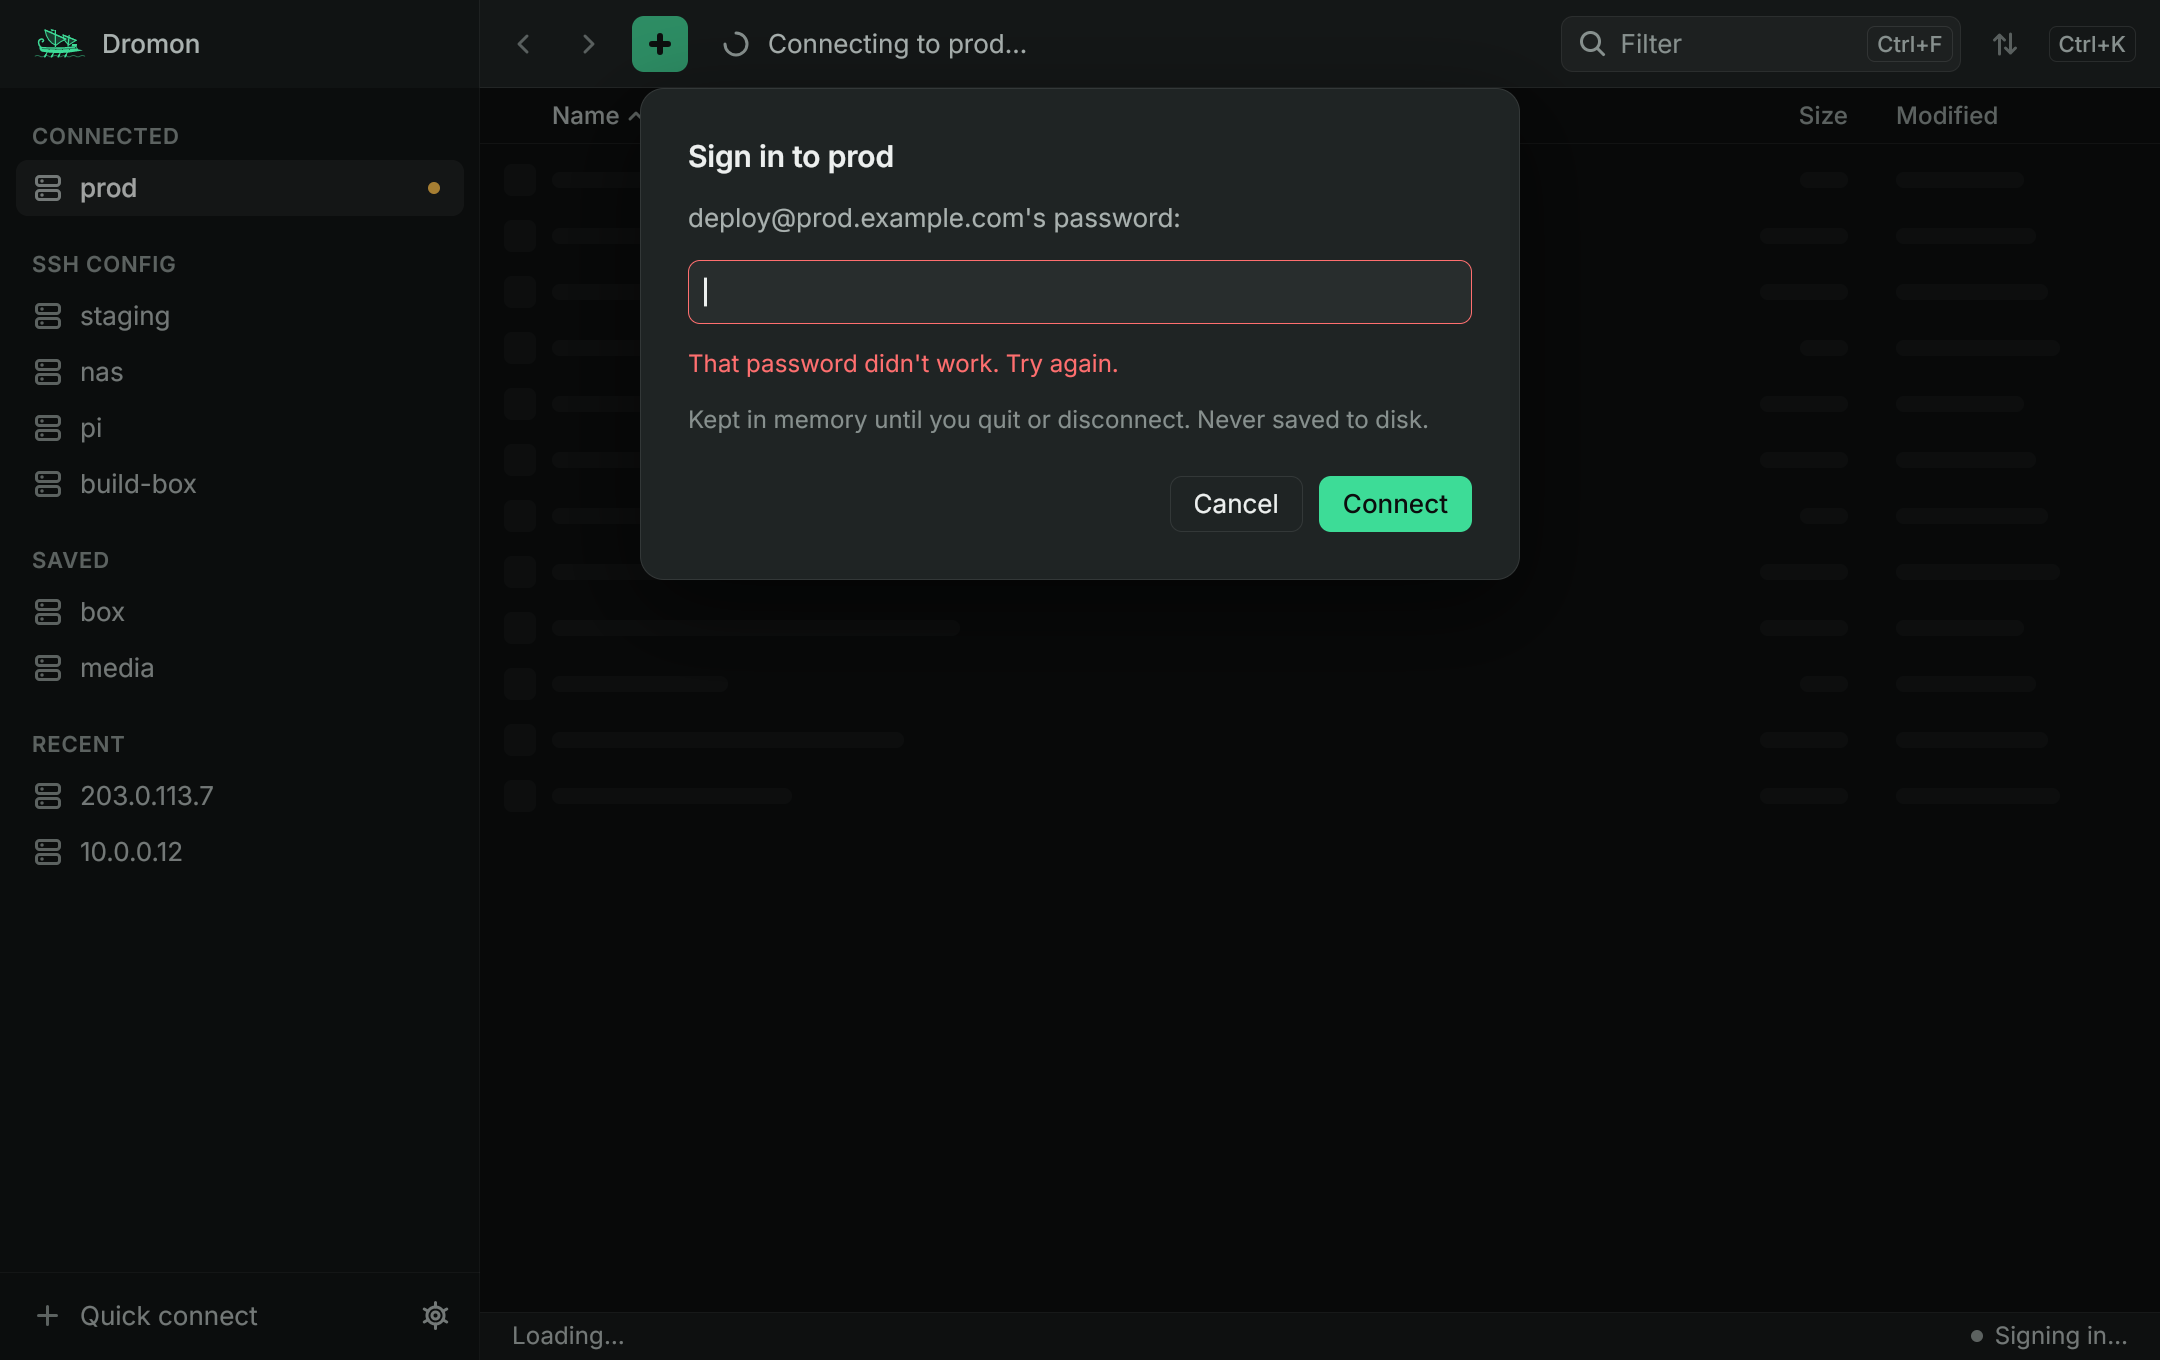 Dromon
Connecting to prod...
Filter
Ctrl+F
Ctrl+K
CONNECTED
prod
SSH CONFIG
staging
nas
pi
build-box
SAVED
box
media
RECENT
203.0.113.7
10.0.0.12
Quick connect
Name
Size
Modified
Sign in to prod
deploy@prod.example.com's password:
That password didn't work. Try again.
Kept in memory until you quit or disconnect. Never saved to disk.
Cancel
Connect
Loading...
Signing in...